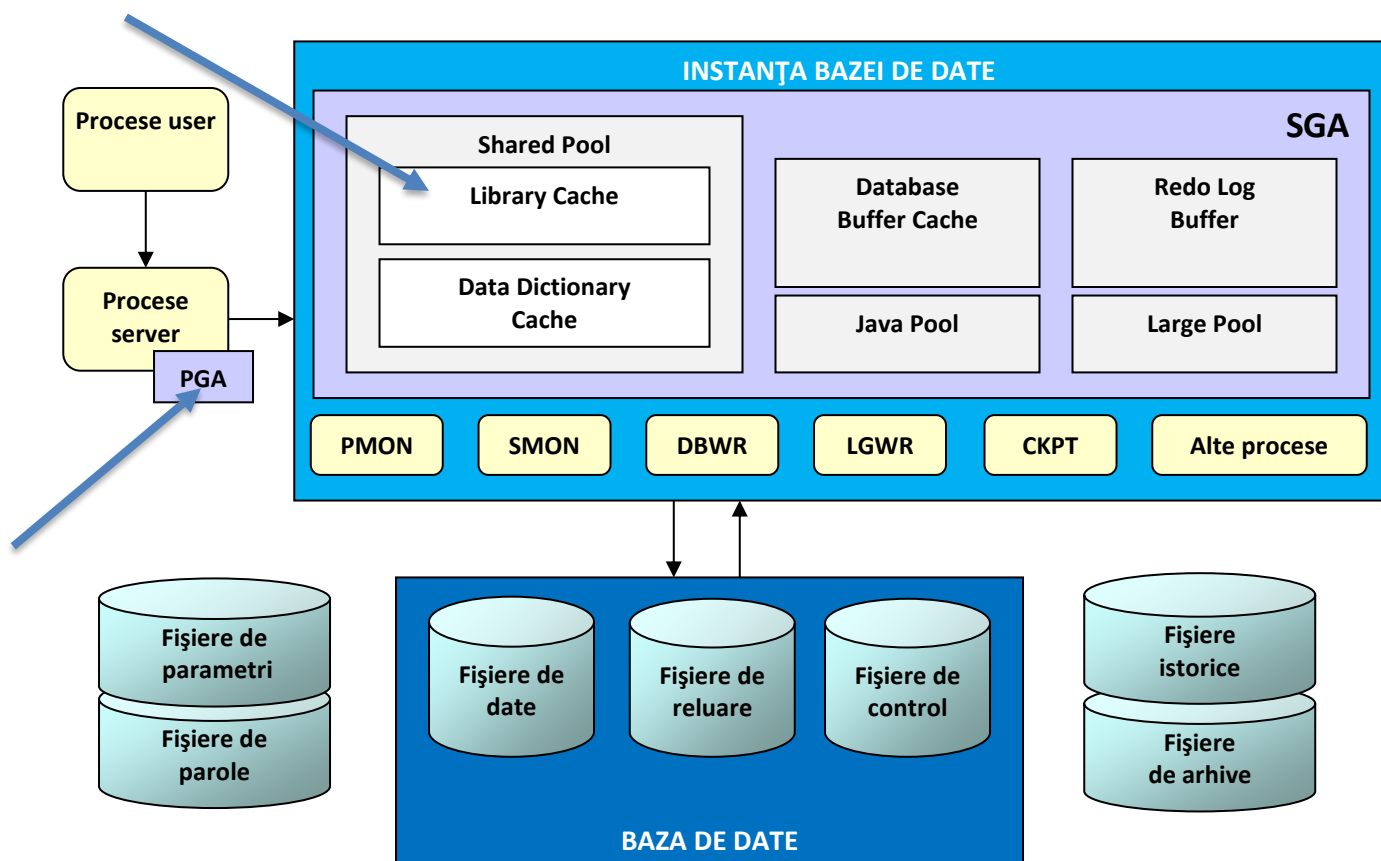 INSTANŢA BAZEI DE DATE
SGA
Procese user
Shared Pool
Library Cache
Data Dictionary
Cache
Database
Buffer Cache
Redo Log
Buffer
Java Pool
Large Pool
Procese
server
PGA
PMON
SMON
DBWR
LGWR
CKPT
Alte procese
Fişiere de
parametri
Fişiere de
parole
Fişiere de
date
Fişiere de
reluare
Fişiere de
control
BAZA DE DATE
Fişiere
istorice
Fişiere
de arhive